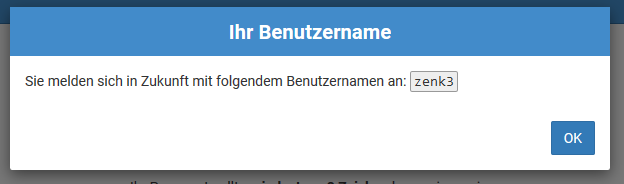 Ihr Benutzername
Sie melden sich in Zukunft mit folgendem Benutzernamen an: zenk3
OK